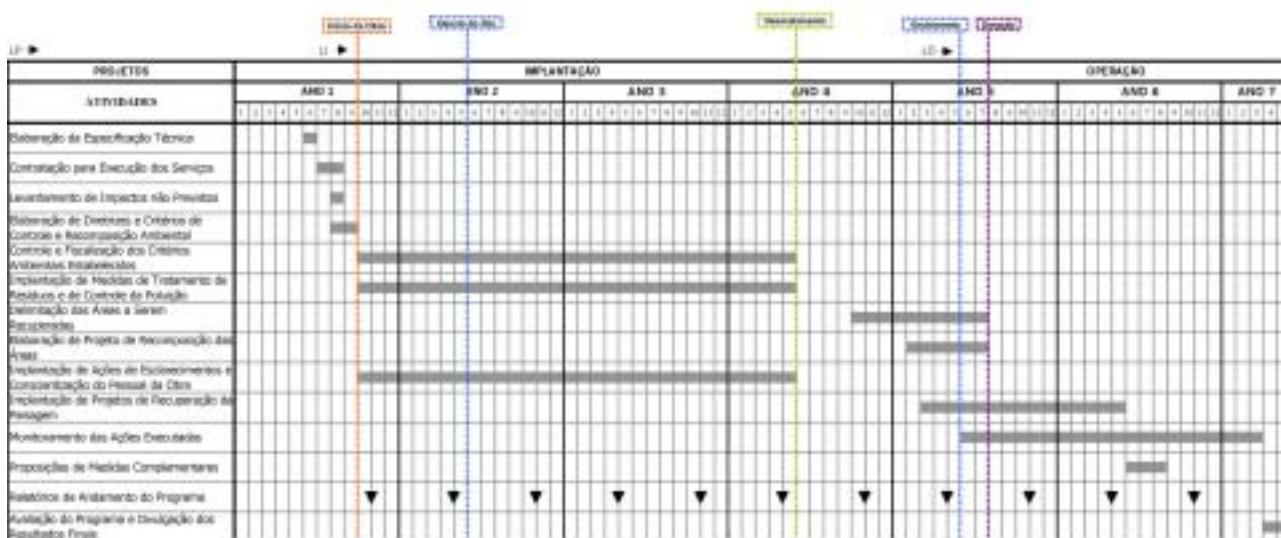 Início da Obra
Desvio do Rio
Enchimento
LP
LI
LO
PROJETOS
IMPLANTAÇÃO
OPERAÇÃO
ATIVIDADES
ANO 1
ANO 2
ANO 3
ANO 4
ANO 5
ANO 6
ANO 7
Elaboração da Especificação Técnica
Contratação para Execução dos Serviços
Levantamento de Impactos não Previstos
Elaboração de Diretrizes e Critérios de
Controle e Recomposição Ambiental
Controle e Fiscalização dos Critérios
Ambientais Estabelecidos
Implantação de Medidas de Tratamento de
Resíduos e de Controle da Poluição
Delimitação das Áreas a Serem
Recuperadas
Elaboração de Projeto de Recomposição das
Áreas
Implantação de Ações de Esclarecimentos e
Conscientização do Pessoal da Obra
Implantação de Projetos de Recuperação da
Paisagem
Monitoramento das Ações Executadas
Proposições de Medidas Complementares
Relatórios de Andamento do Programa
Avaliação do Programa e Divulgação dos
Resultados Finais